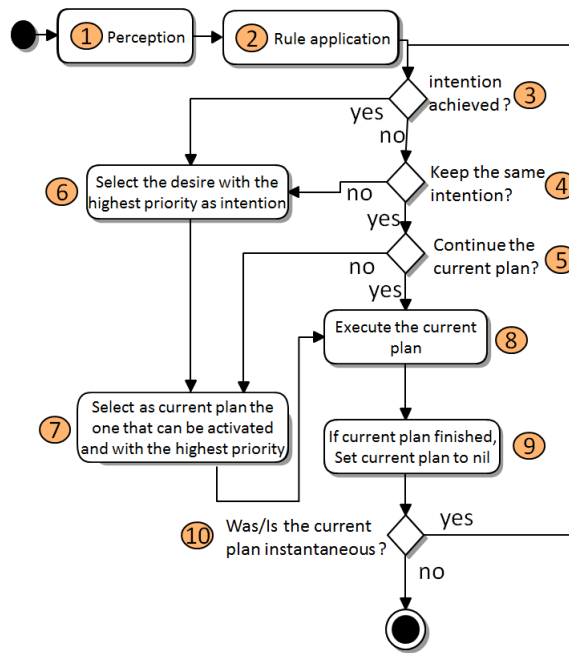 1 Perception
2 Rule application
intention
achieved ? 3
yes
no
6 Select the desire with the
highest priority as intention
no
Keep the same
intention? 4
yes
Continue the
current plan? 5
no
yes
Execute the current
plan 8
7 Select as current plan the
one that can be activated
and with the highest priority
If current plan finished,
Set current plan to nil 9
10 Was/Is the current
plan instantaneous ?
yes
no